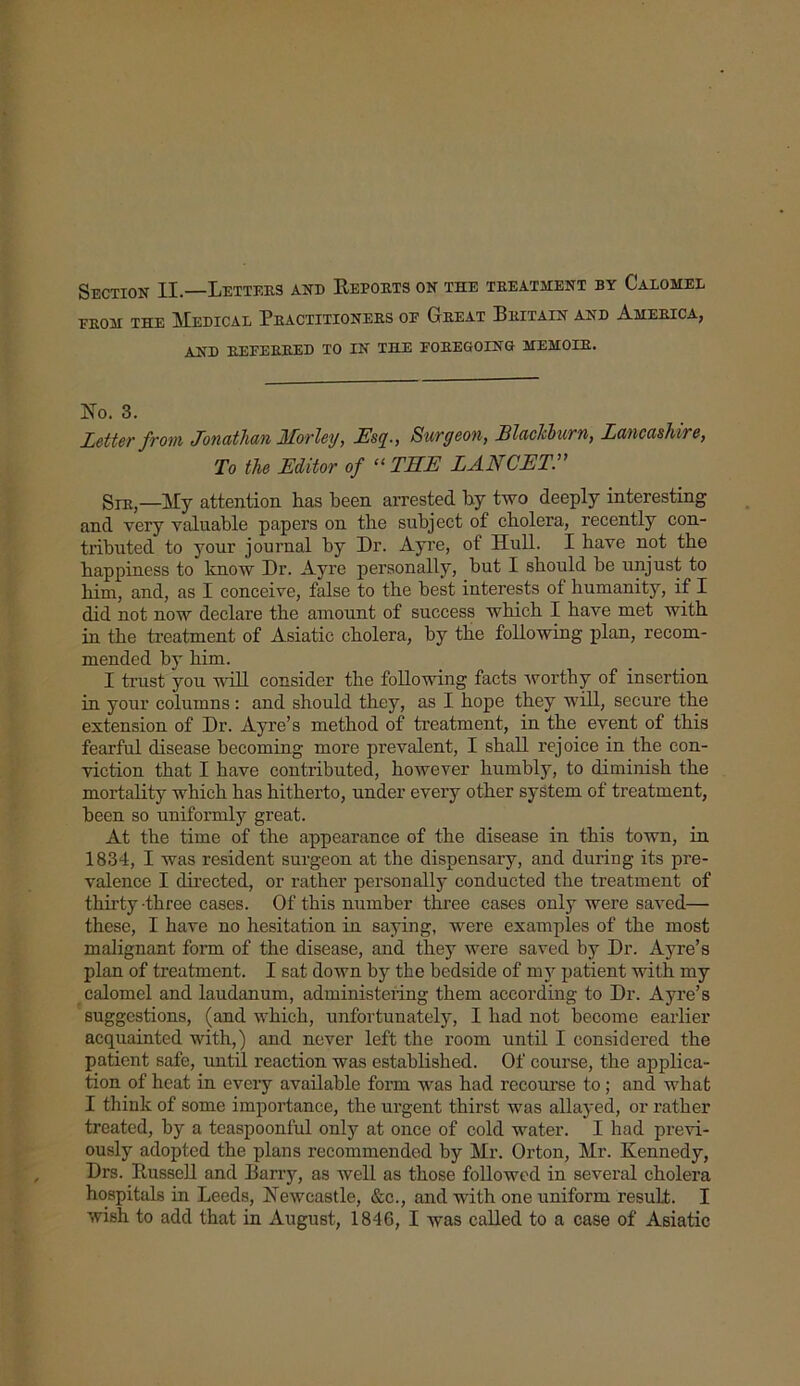 Section II.—Letters and Reports on the treatment by Calomel
from the Medical Practitioners of Great Britain and America,
and referred to in the foregoing memoir.
No. 3.
Letter from Jonathan Morley, Esq., Surgeon, Blackburn, Lancashire,
To the Editor of “THE LANCET.”
Sir,—My attention has been arrested by two deeply interesting
and very valuable papers on the subject of cholera, recently con-
tributed to your journal by Dr. Ayre, of Hull. I have not the
happiness to know Dr. Ayre personally, but I should be unjust to
him, and, as I conceive, false to the best interests of humanity, if I
did not now declare the amount of success which I have met with
in the treatment of Asiatic cholera, by the following plan, recom-
mended by him.
I trust you will consider the following facts worthy of insertion
in your columns: and should they, as I hope they will, secure the
extension of Dr. Ayre’s method of treatment, in the event of this
fearful disease becoming more prevalent, I shall rejoice in the con-
viction that I have contributed, however humbly, to diminish the
mortality which has hitherto, under every other system of treatment,
been so uniformly great.
At the time of the appearance of the disease in this town, in
1834, I was resident surgeon at the dispensary, and during its pre-
valence I directed, or rather personally conducted the treatment of
thirty-three cases. Of this number three cases only were saved—
these, I have no hesitation in saying, were examples of the most
malignant form of the disease, and they were saved by Dr. Ayre’s
plan of treatment. I sat down by the bedside of my patient with my
calomel and laudanum, administering them according to Dr. Ayre’s
suggestions, (and which, unfortunately, I had not become earlier
acquainted with,) and never left the room until I considered the
patient safe, until reaction was established. Of course, the applica-
tion of heat in every available form was had recourse to; and what
I think of some importance, the urgent thirst was allayed, or rather
treated, by a teaspoonful only at once of cold water. I had previ-
ously adopted the plans recommended by Mr. Orton, Mr. Kennedy,
Drs. Russell and Barry, as well as those followed in several cholera
hospitals in Leeds, Newcastle, &c., and with one uniform result. I
wish to add that in August, 1846, I was called to a case of Asiatic